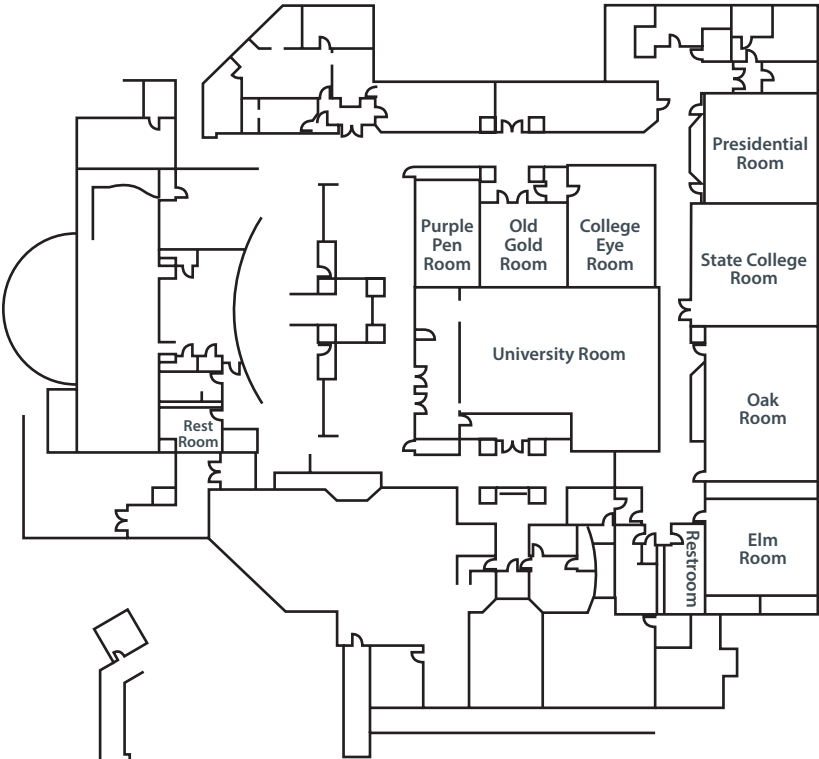 Presidential
Room
Purple
Pen
Room
Old
Gold
Room
College
Eye
Room
State College
Room
University Room
Oak
Room
Rest
Room
Restroom
Elm
Room